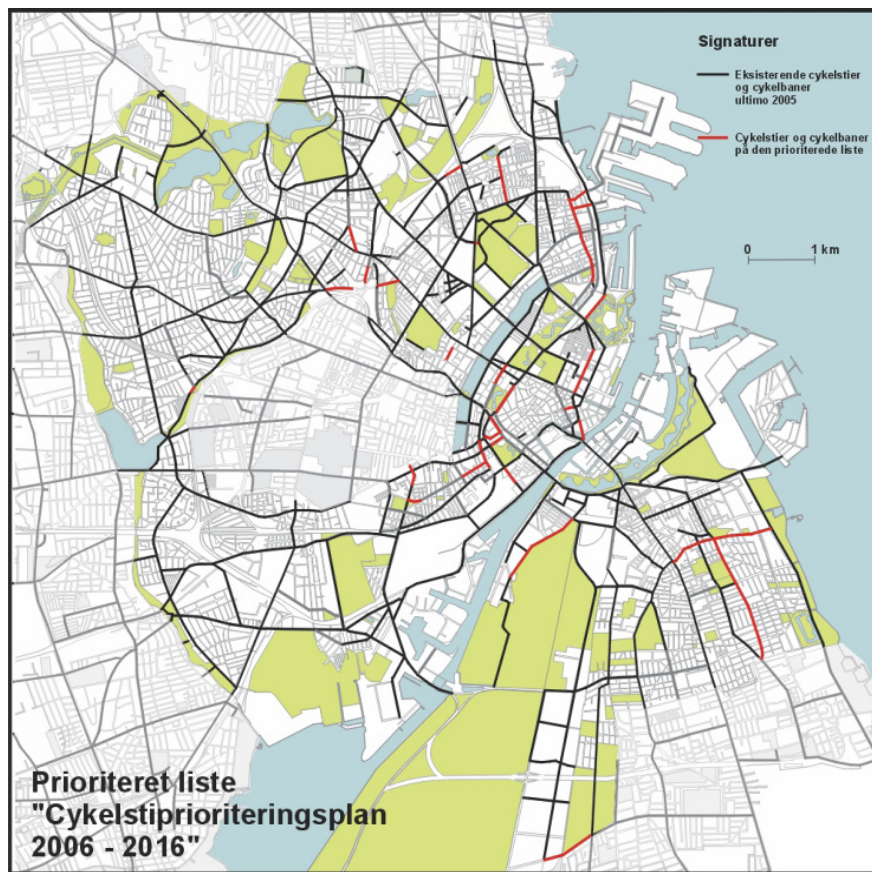 Signaturer
Eksisterende cykelstier
og cykelbaner
ultimo 2005
Cykelstier og cykelbaner
på den prioriterede liste
0 1 km
Prioriteret liste
"Cykelstiprioriteringsplan
2006 - 2016"